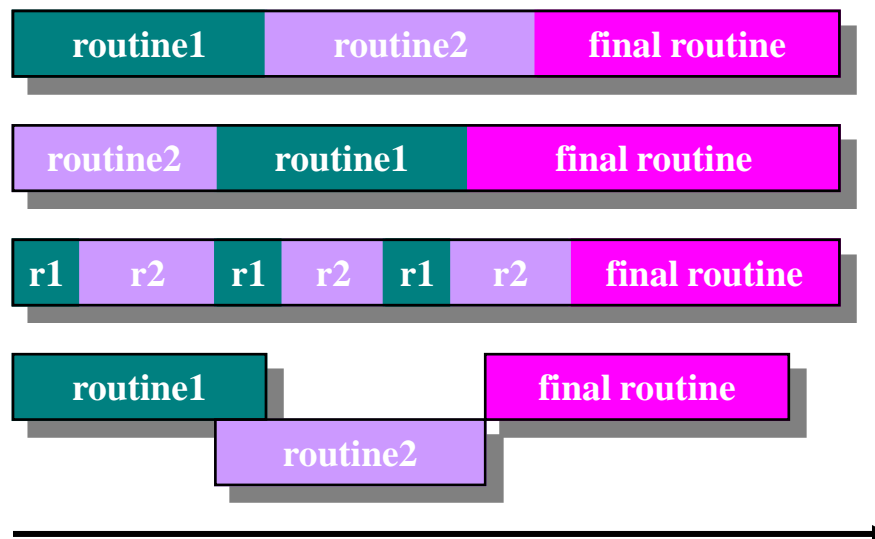 routine1 routine2 final routine
routine2 routine1 final routine
r1 r2 r1 r2 r1 r2 final routine
routine1 final routine
routine2